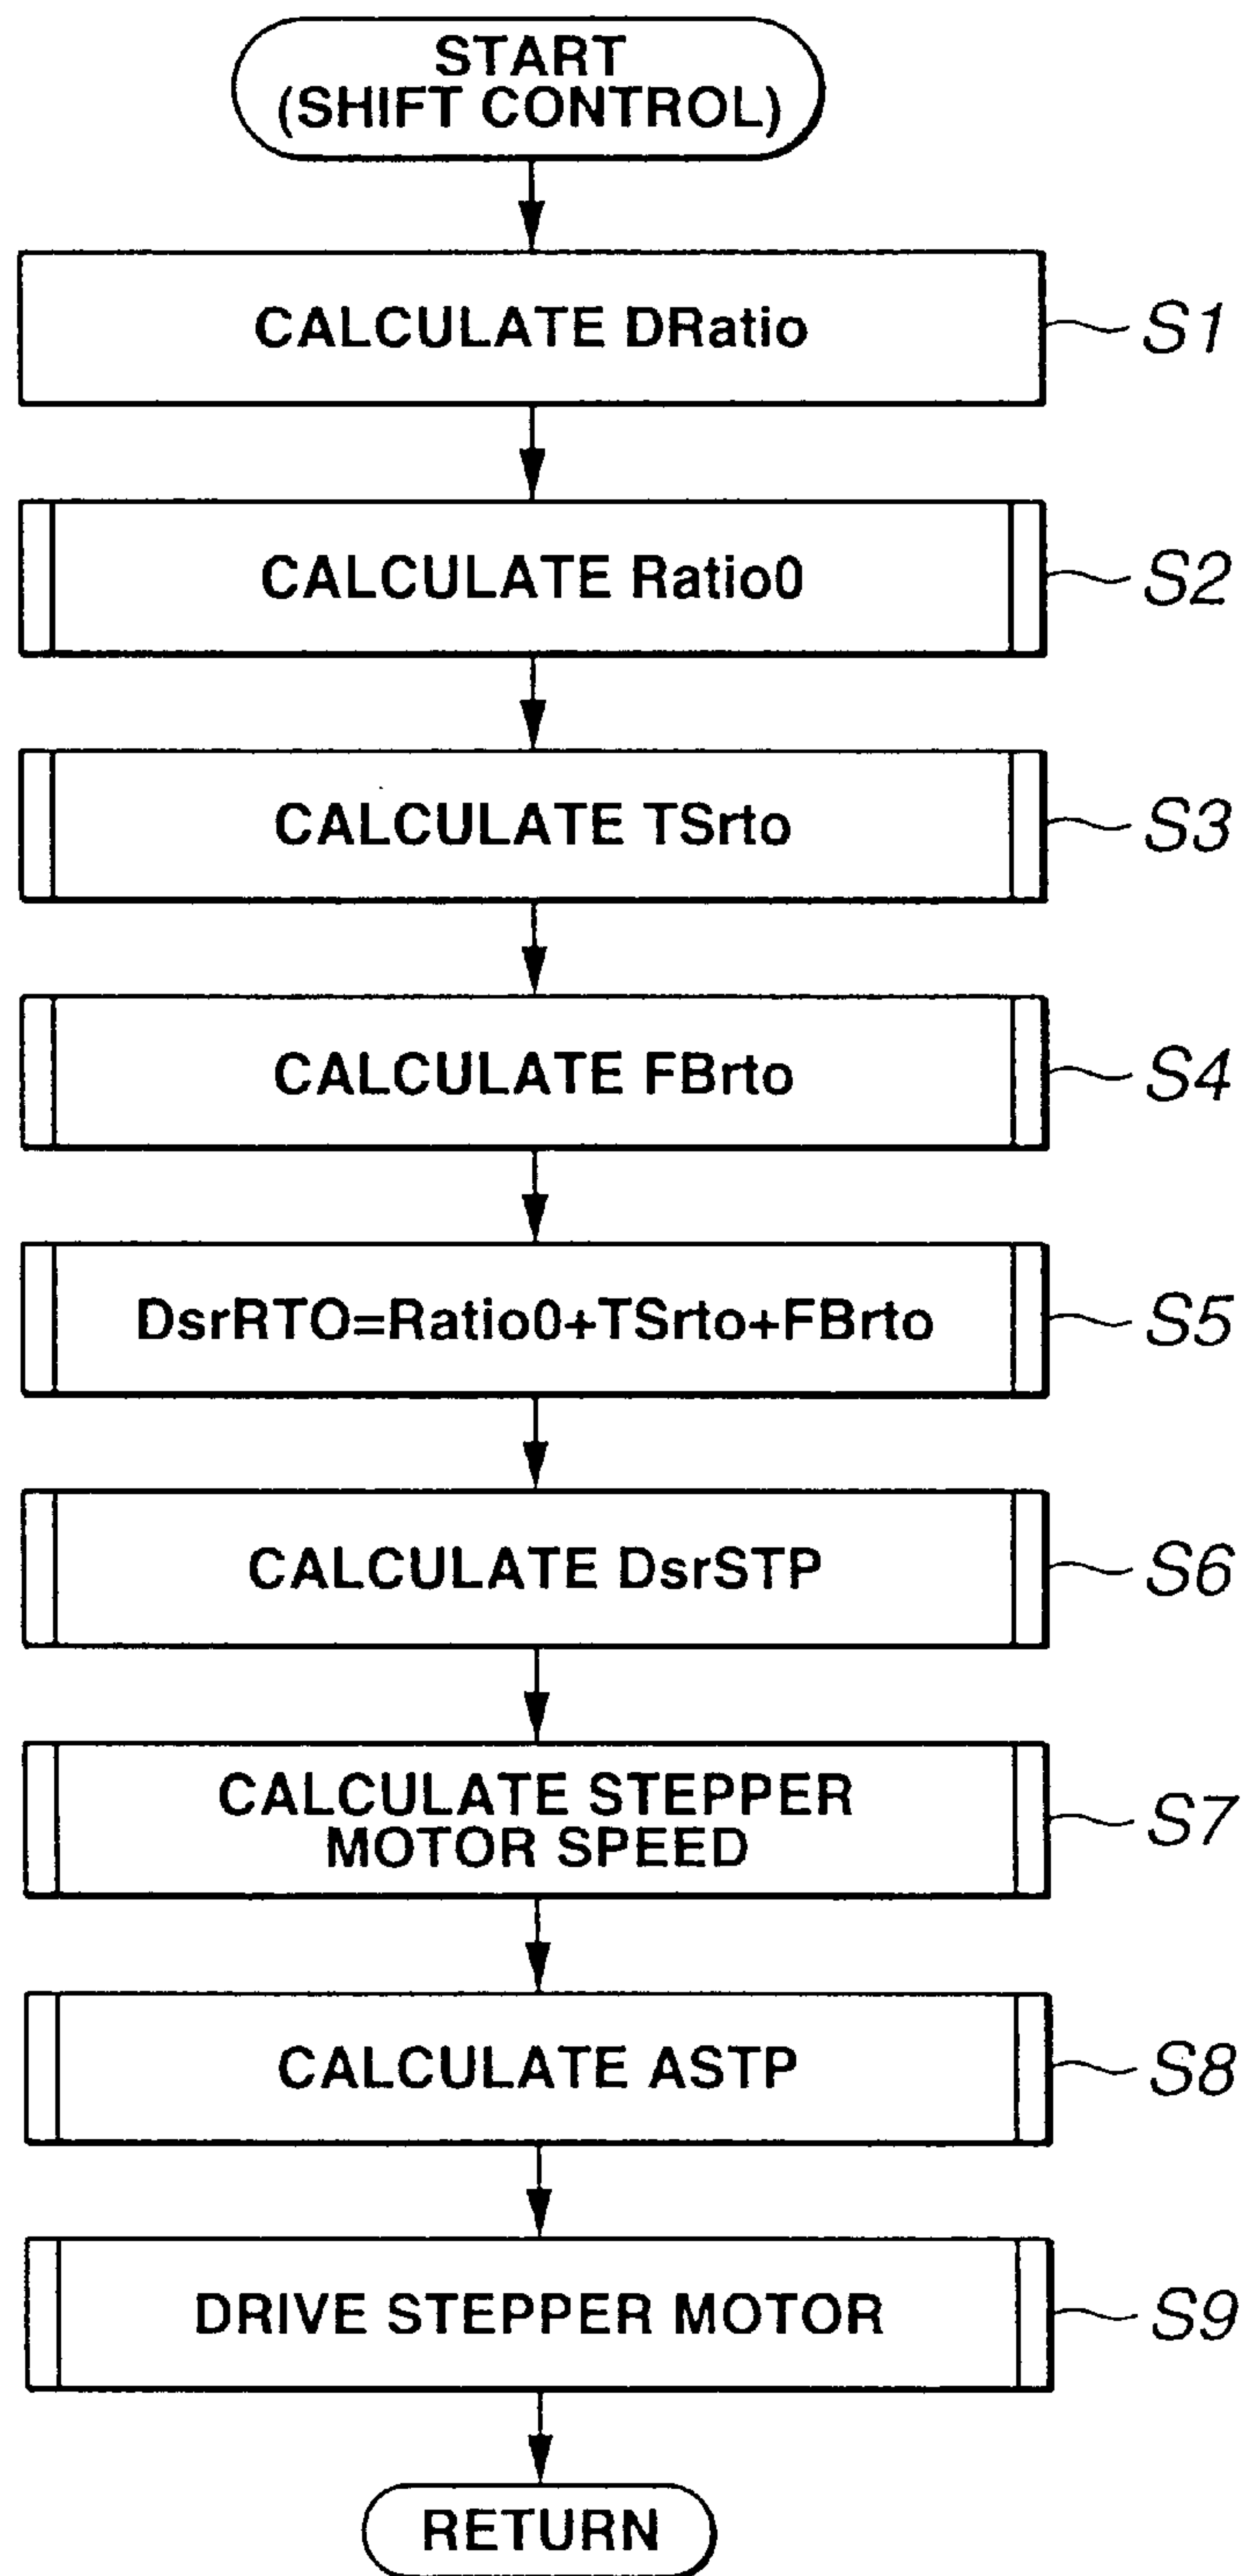 START
(SHIFT CONTROL)
CALCULATE DRatio
S1
CALCULATE Ratio0
S2
CALCULATE TSrto
S3
CALCULATE FBrto
S4
DsrRTO=Ratio0+TSrto+FBrto
S5
CALCULATE DsrSTP
S6
CALCULATE STEPPER
MOTOR SPEED
S7
CALCULATE ASTP
S8
DRIVE STEPPER MOTOR
S9
RETURN